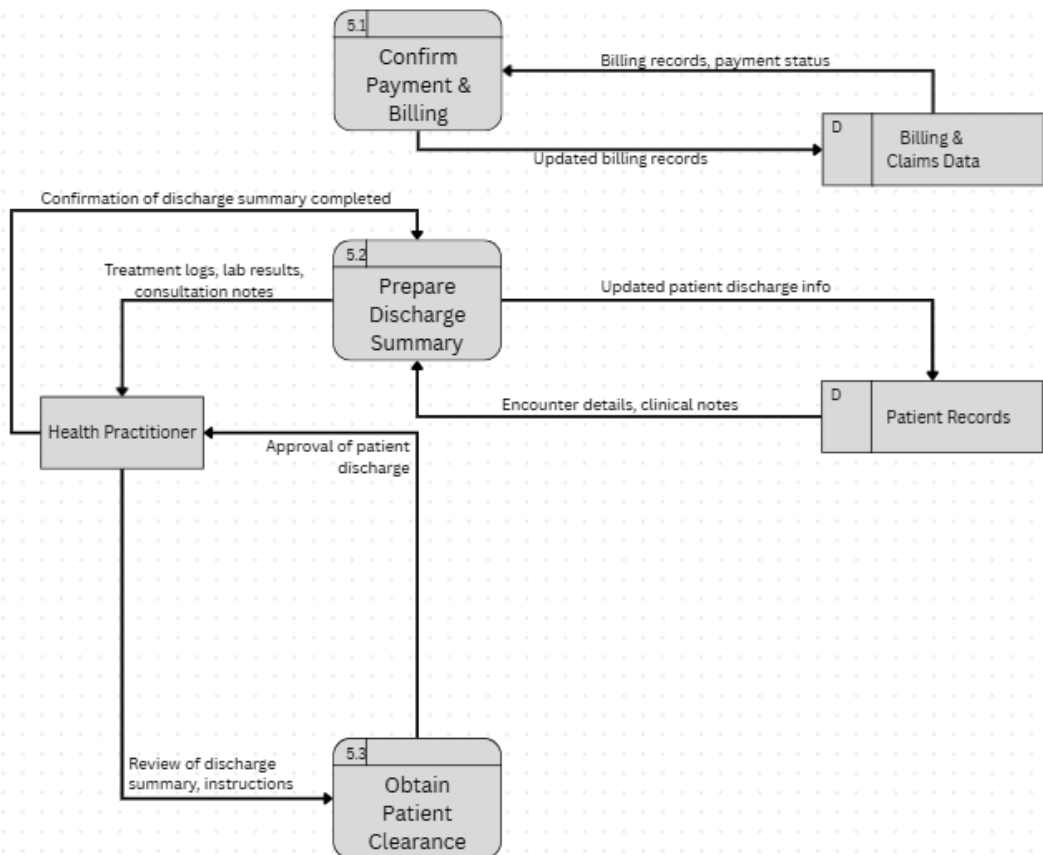 5.1
Confirm
Payment &
Billing
Billing records, payment status
D
Billing &
Claims Data
Updated billing records
Confirmation of discharge summary completed
5.2
Prepare
Discharge
Summary
Treatment logs, lab results,
consultation notes
Updated patient discharge info
D
Patient Records
Encounter details, clinical notes
Health Practitioner
Approval of patient
discharge
Review of discharge
summary, instructions
5.3
Obtain
Patient
Clearance